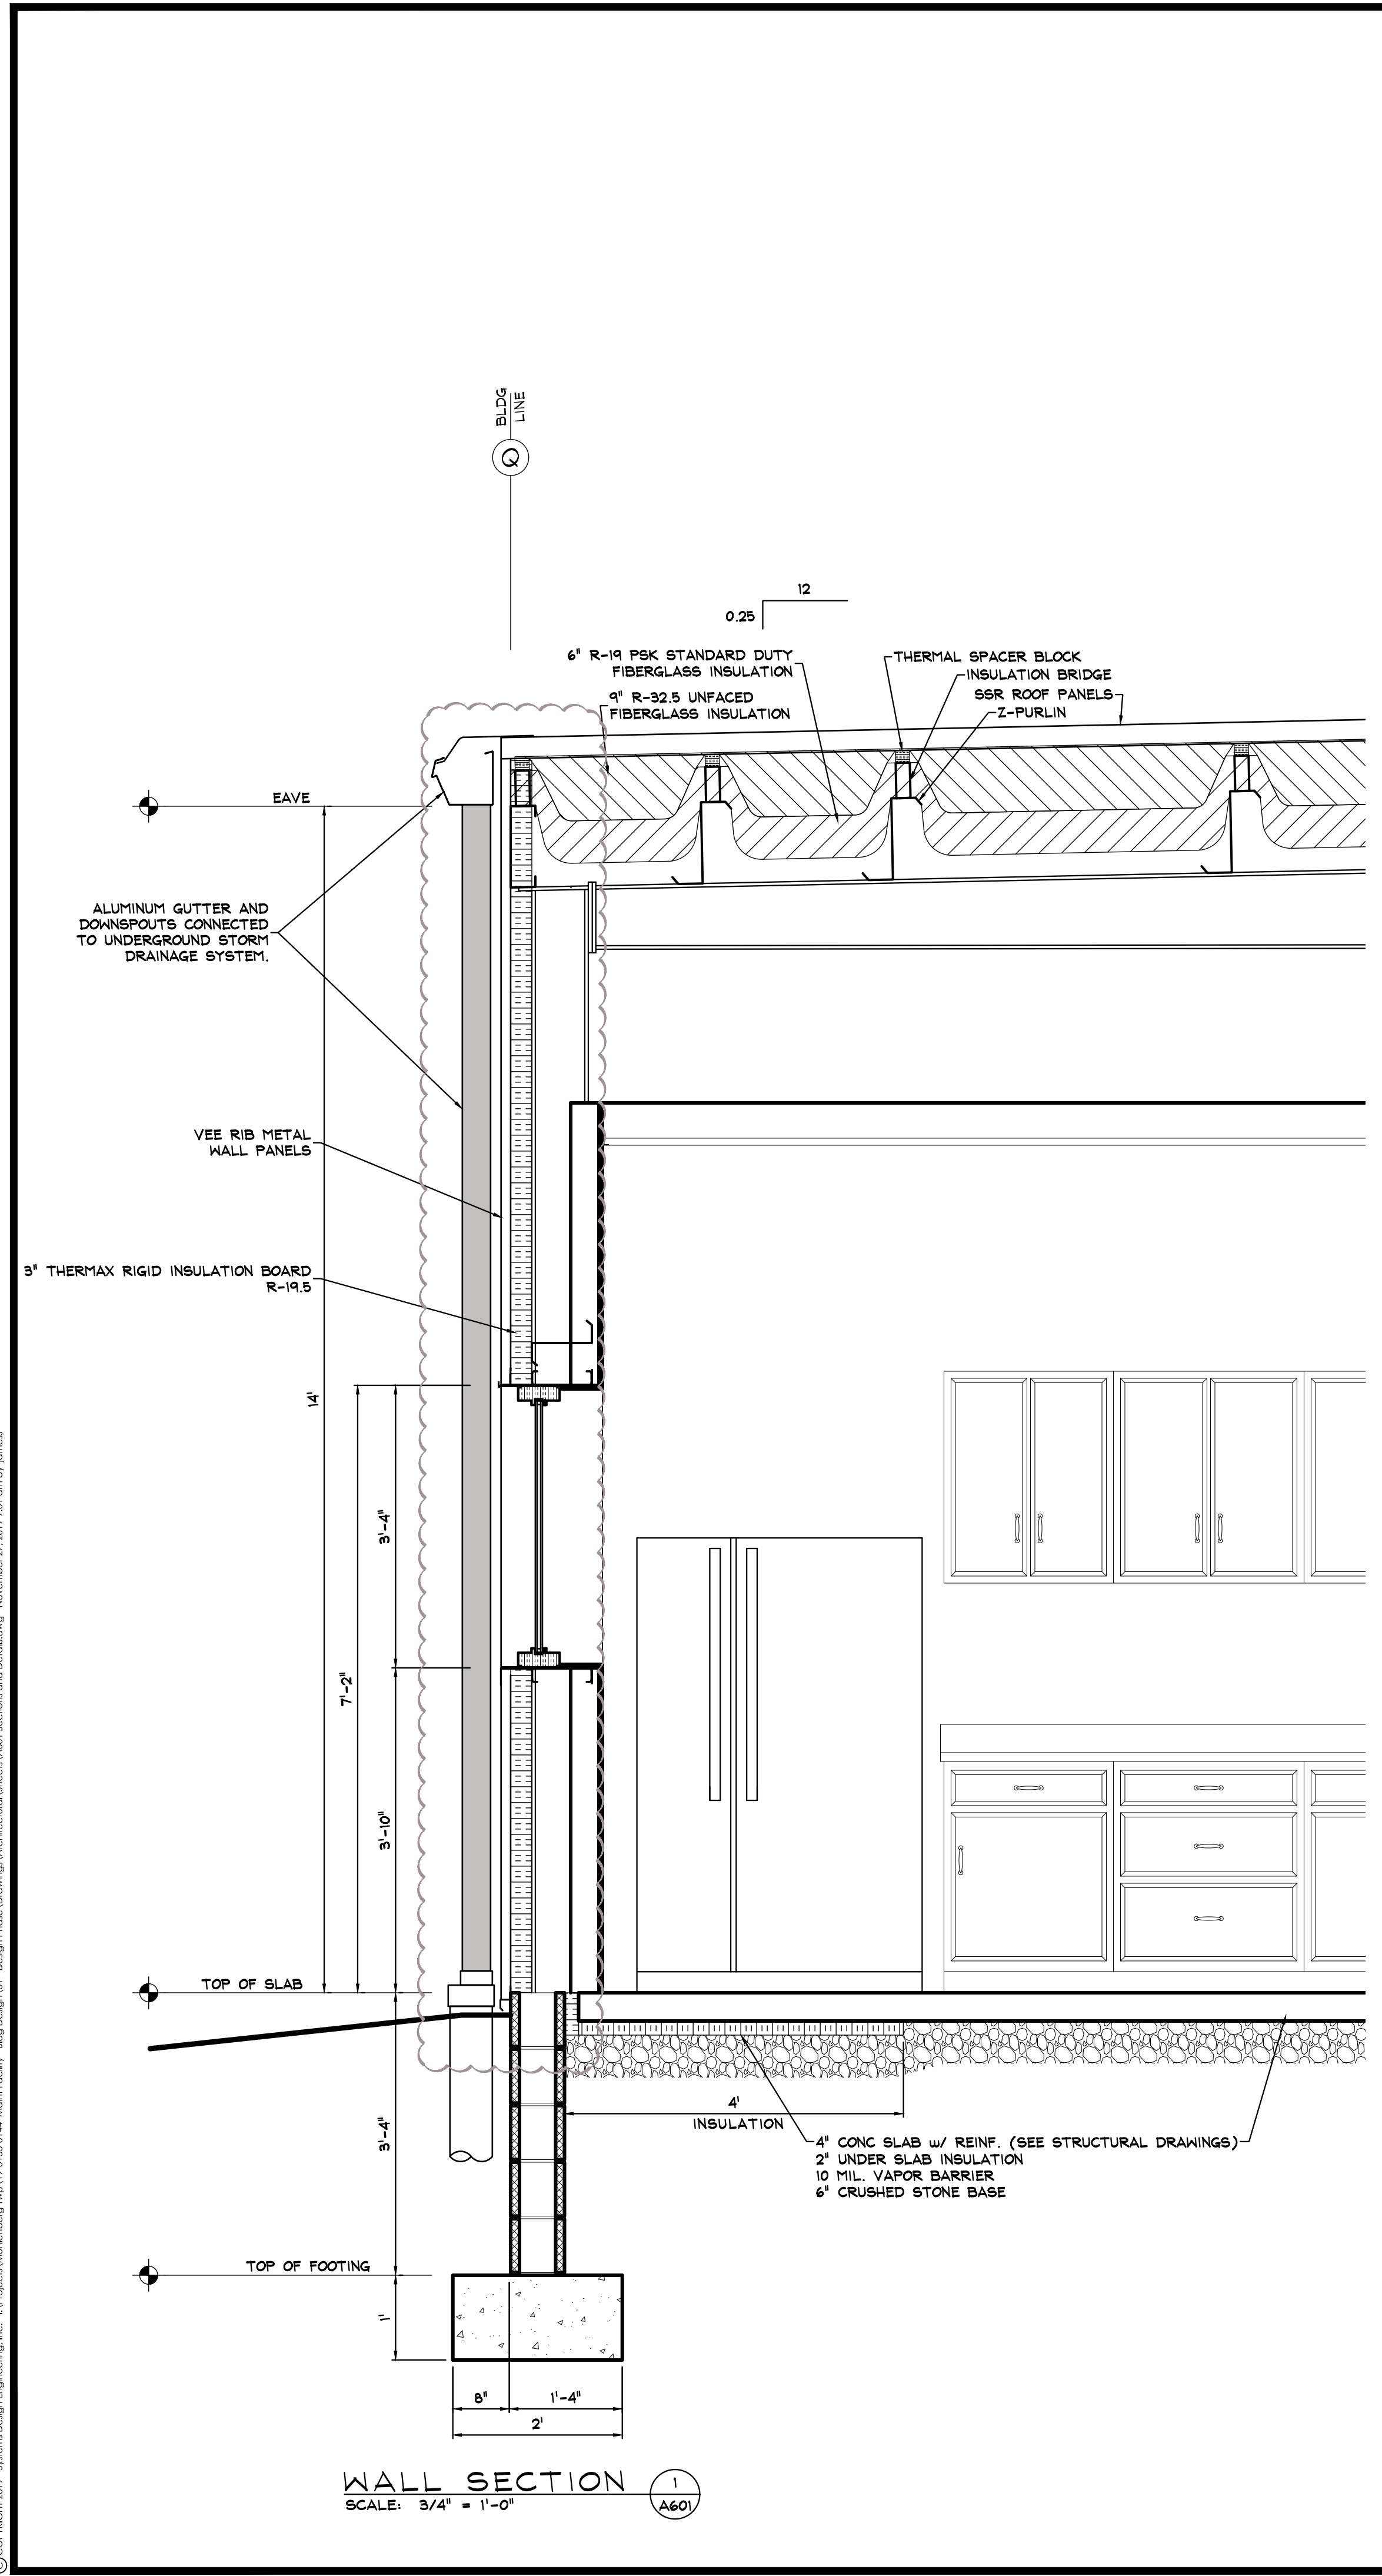 BLDG
LINE
Q
12
0.25
6" R-19 PSK STANDARD DUTY
FIBERGLASS INSULATION
9" R-32.5 UNFACED
FIBERGLASS INSULATION
THERMAL SPACER BLOCK
INSULATION BRIDGE
SSR ROOF PANELS
Z-PURLIN
EAVE
ALUMINUM GUTTER AND
DOWNSPOUTS CONNECTED
TO UNDERGROUND STORM
DRAINAGE SYSTEM.
VEE RIB METAL
WALL PANELS
3" THERMAX RIGID INSULATION BOARD
R-19.5
14'
3'-4"
7'-2"
3'-10"
TOP OF SLAB
3'-4"
4'
INSULATION
4" CONC SLAB w/ REINF. (SEE STRUCTURAL DRAWINGS)
2" UNDER SLAB INSULATION
10 MIL. VAPOR BARRIER
6" CRUSHED STONE BASE
TOP OF FOOTING
1'
8"
1'-4"
2'
WALL SECTION
SCALE: 3/4" = 1'-0"
1
A601